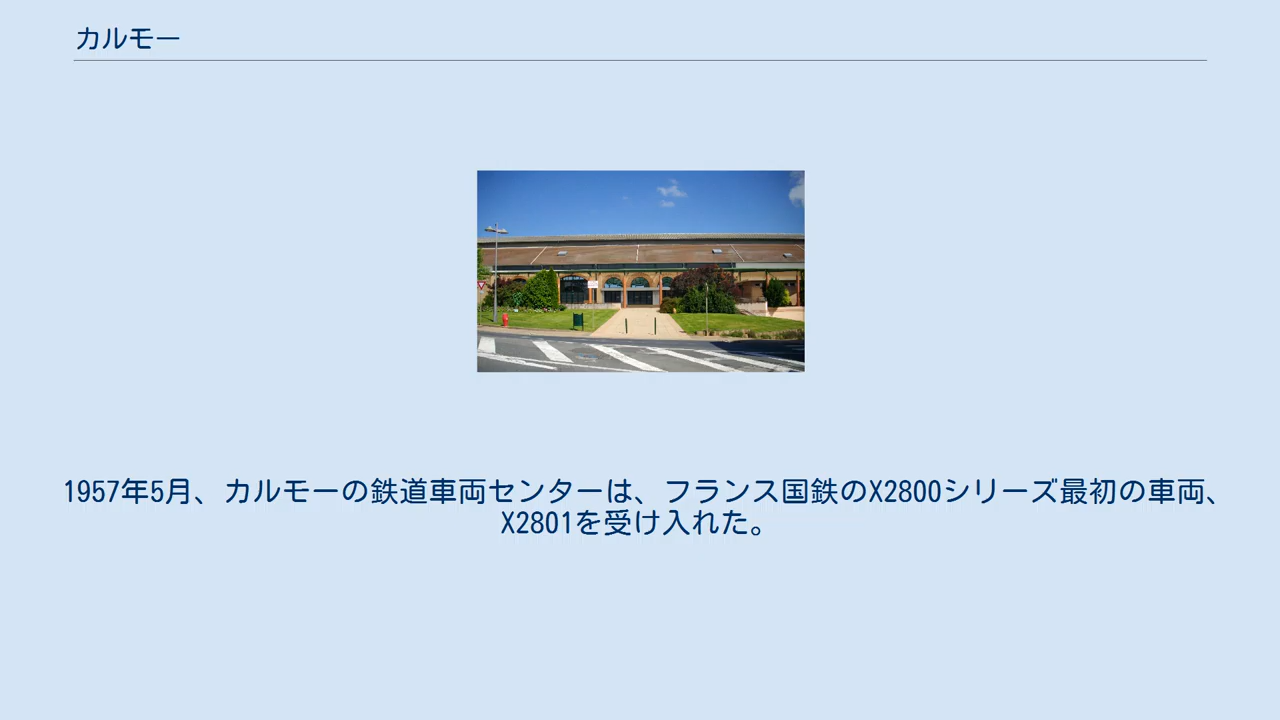 カルモー
1957年5月、カルモーの鉄道車両センターは、フランス国鉄のX2800シリーズ最初の車両、
X2801を受け入れた。